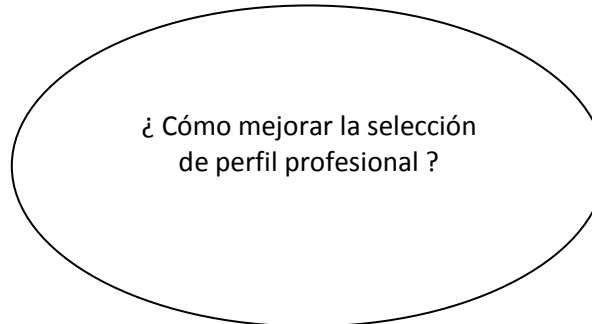 ¿ Cómo mejorar la selección
de perfil profesional ?